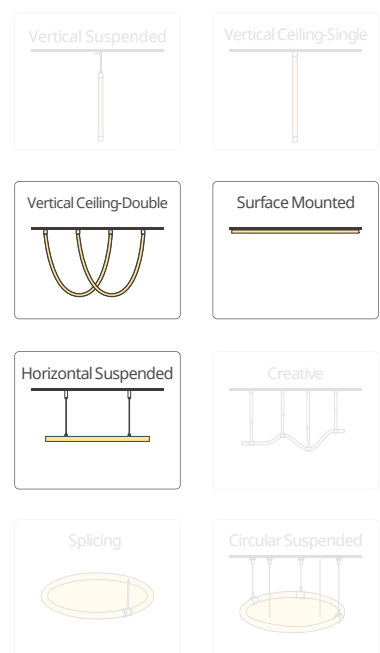 Vertical Suspended
Vertical Ceiling-Single
Vertical Ceiling-Double
Surface Mounted
Horizontal Suspended
Creative
Splicing
Circular Suspended